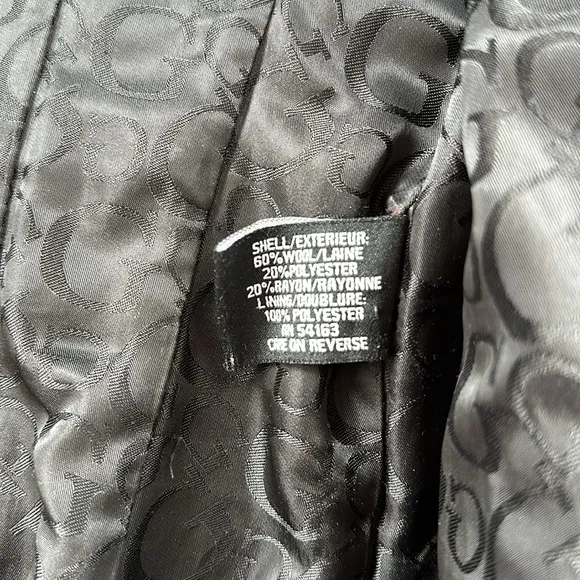 SHELL/EXTERIEUR:
60%WOOL/LAINE
20%POLYESTER
20%RAYON/RAYONNE
LINING/DOUBLURE:
100% POLYESTER
RN 54163
CARE ON REVERSE